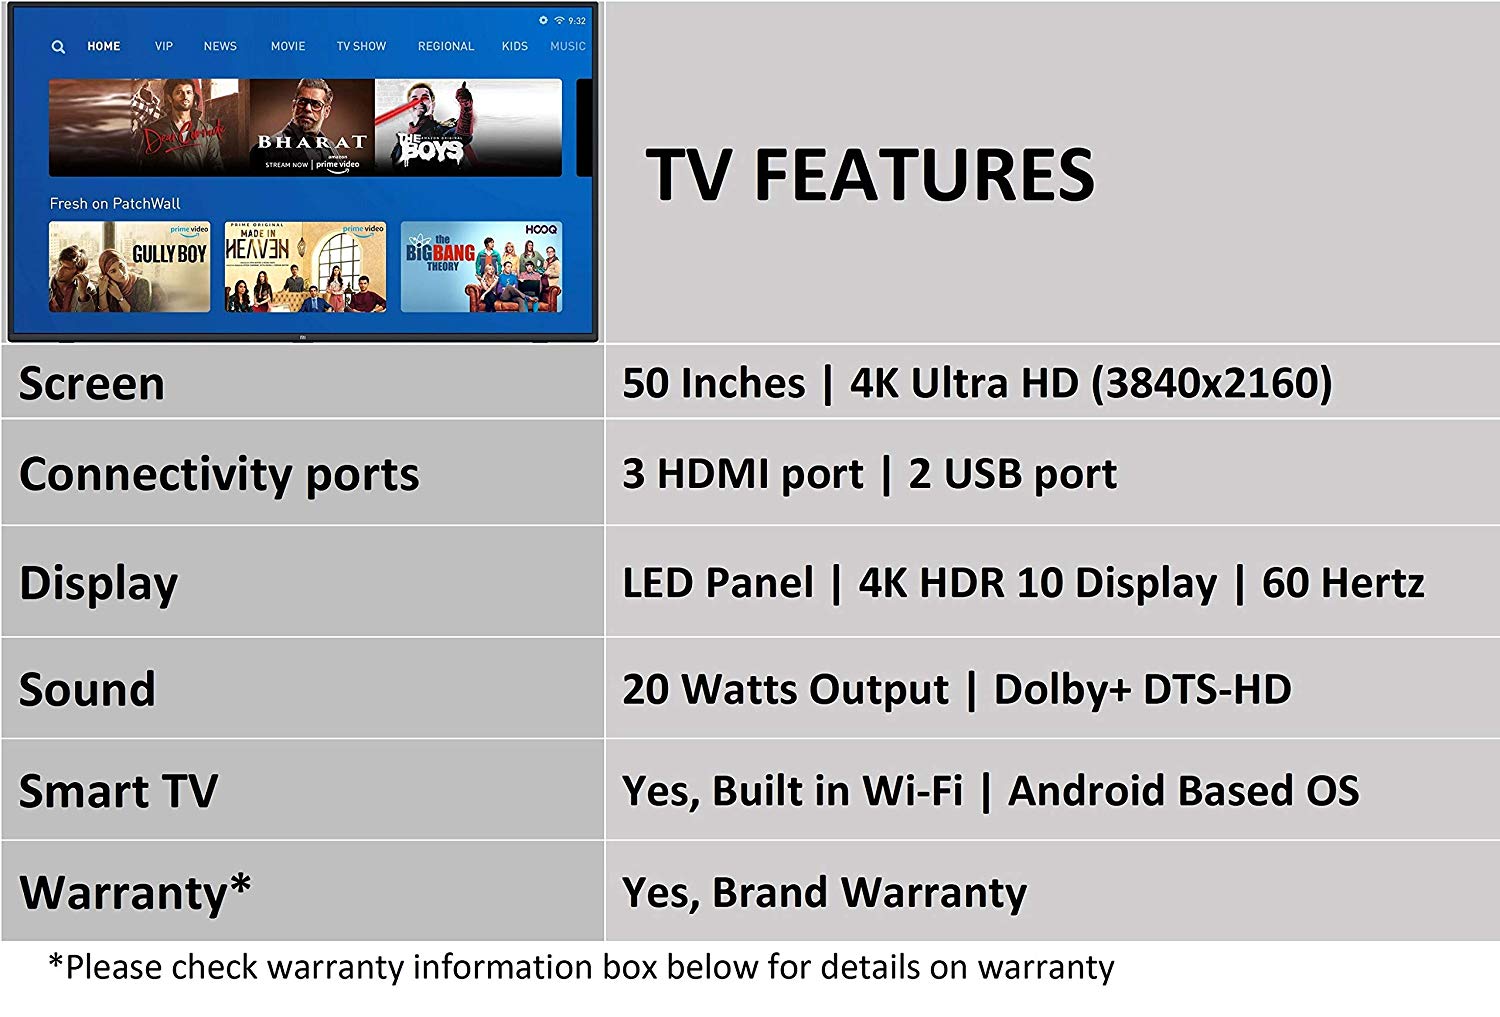 9:32
HOME VIP NEWS MOVIE TV SHOW REGIONAL KIDS MUSIC
Dear Comrade
BHARAT
STREAM NOW | amazon prime video
THE BOYS
AMAZON ORIGINAL
Fresh on PatchWall
prime video
GULLY BOY
PRIME ORIGINAL
MADE IN
HEAVEN
prime video
the
BIGBANG
THEORY
HOOQ
mi
TV FEATURES
Screen 50 Inches | 4K Ultra HD (3840x2160)
Connectivity ports 3 HDMI port | 2 USB port
Display LED Panel | 4K HDR 10 Display | 60 Hertz
Sound 20 Watts Output | Dolby+ DTS-HD
Smart TV Yes, Built in Wi-Fi | Android Based OS
Warranty* Yes, Brand Warranty
*Please check warranty information box below for details on warranty